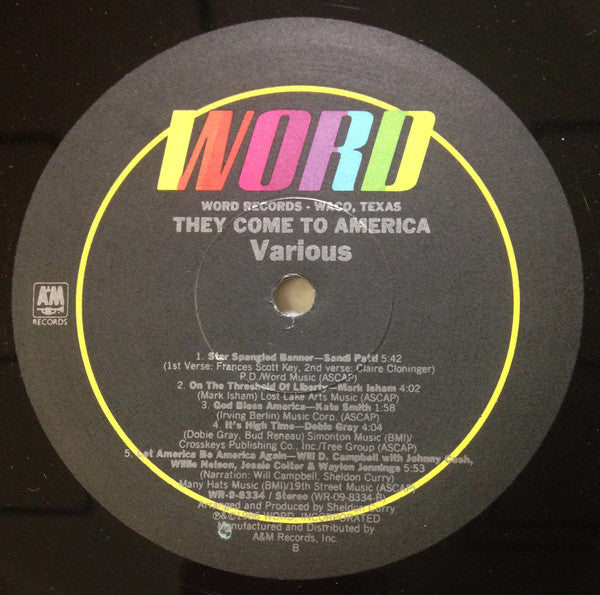 WORD
WORD RECORDS • WACO, TEXAS
THEY COME TO AMERICA
Various
A&M
RECORDS
1. Star Spangled Banner—Sandi Patti 5:42
(1st Verse: Frances Scott Key, 2nd verse: Claire Cloninger)
P.D./Word Music (ASCAP)
2. On The Threshold Of Liberty—Mark Isham 4:02
(Mark Isham) Lost Lake Arts Music (ASCAP)
3. God Bless America—Kate Smith 1:58
(Irving Berlin) Music Corp. (ASCAP)
4. It's High Time—Dobie Gray 4:04
(Dobie Gray, Bud Reneau) Simonton Music (BMI)/
Crosskeys Publishing Co., Inc./Tree Group (ASCAP)
5. Let America Be America Again—Will D. Campbell with Johnny Cash,
Willie Nelson, Jessie Colter & Waylon Jennings 5:53
(Narration: Will Campbell, Sheldon Curry)
Many Hats Music (BMI)/19th Street Music (ASCAP)
WR-9-8334 / Stereo (WR-09-8334-B)
Arranged and Produced by Sheldon Curry
℗&©1986 WORD, INCORPORATED
Manufactured and Distributed by
A&M Records, Inc.
B